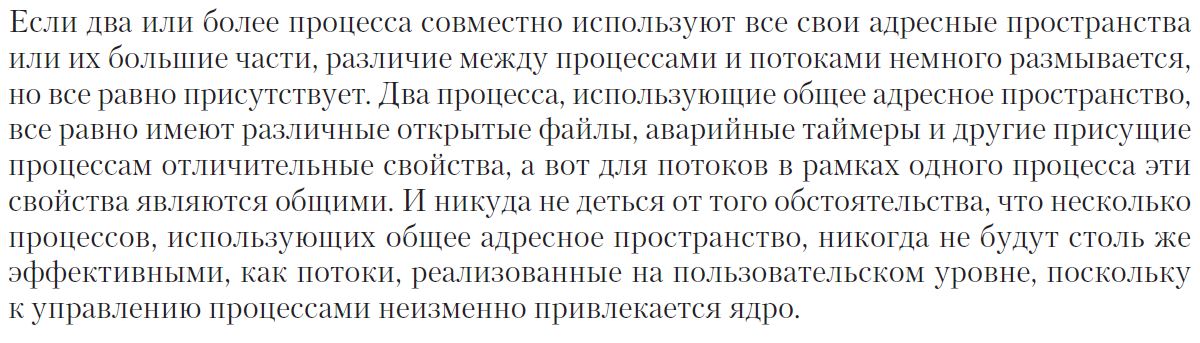 Если два или более процесса совместно используют все свои адресные пространства
или их большие части, различие между процессами и потоками немного размывается,
но все равно присутствует. Два процесса, использующие общее адресное пространство,
все равно имеют различные открытые файлы, аварийные таймеры и другие присущие
процессам отличительные свойства, а вот для потоков в рамках одного процесса эти
свойства являются общими. И никуда не деться от того обстоятельства, что несколько
процессов, использующих общее адресное пространство, никогда не будут столь же
эффективными, как потоки, реализованные на пользовательском уровне, поскольку
к управлению процессами неизменно привлекается ядро.